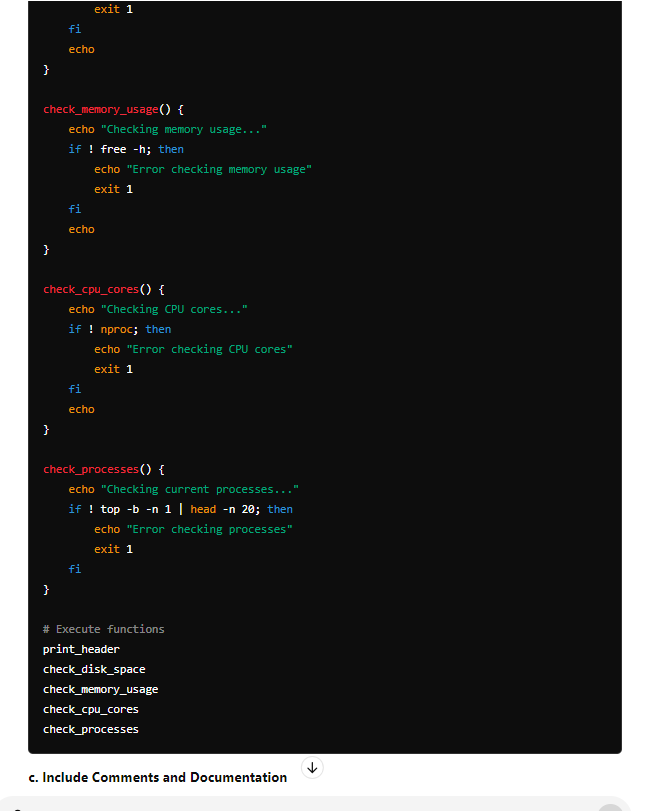 exit 1
fi
echo
}
check_memory_usage() {
echo "Checking memory usage..."
if ! free -h; then
echo "Error checking memory usage"
exit 1
fi
echo
}
check_cpu_cores() {
echo "Checking CPU cores..."
if ! nproc; then
echo "Error checking CPU cores"
exit 1
fi
echo
}
check_processes() {
echo "Checking current processes..."
if ! top -b -n 1 | head -n 20; then
echo "Error checking processes"
exit 1
fi
}
# Execute functions
print_header
check_disk_space
check_memory_usage
check_cpu_cores
check_processes
c. Include Comments and Documentation